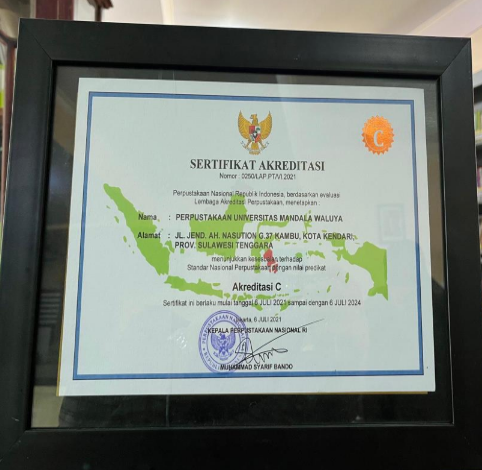 C
SERTIFIKAT AKREDITASI
Nomor : 0250/LAP.PT/VI.2021
Perpustakaan Nasional Republik Indonesia, berdasarkan evaluasi
Lembaga Akreditasi Perpustakaan, menetapkan :
Nama : PERPUSTAKAAN UNIVERSITAS MANDALA WALUYA
Alamat : JL. JEND. AH. NASUTION G.37 KAMBU, KOTA KENDARI,
PROV. SULAWESI TENGGARA
menunjukkan kesesuaian terhadap
Standar Nasional Perpustakaan dengan nilai predikat
Akreditasi C
Sertifikat ini berlaku mulai tanggal 6 JULI 2021 sampai dengan 6 JULI 2024
Jakarta, 6 JULI 2021
KEPALA PERPUSTAKAAN NASIONAL RI
MUHAMMAD SYARIF BANDO